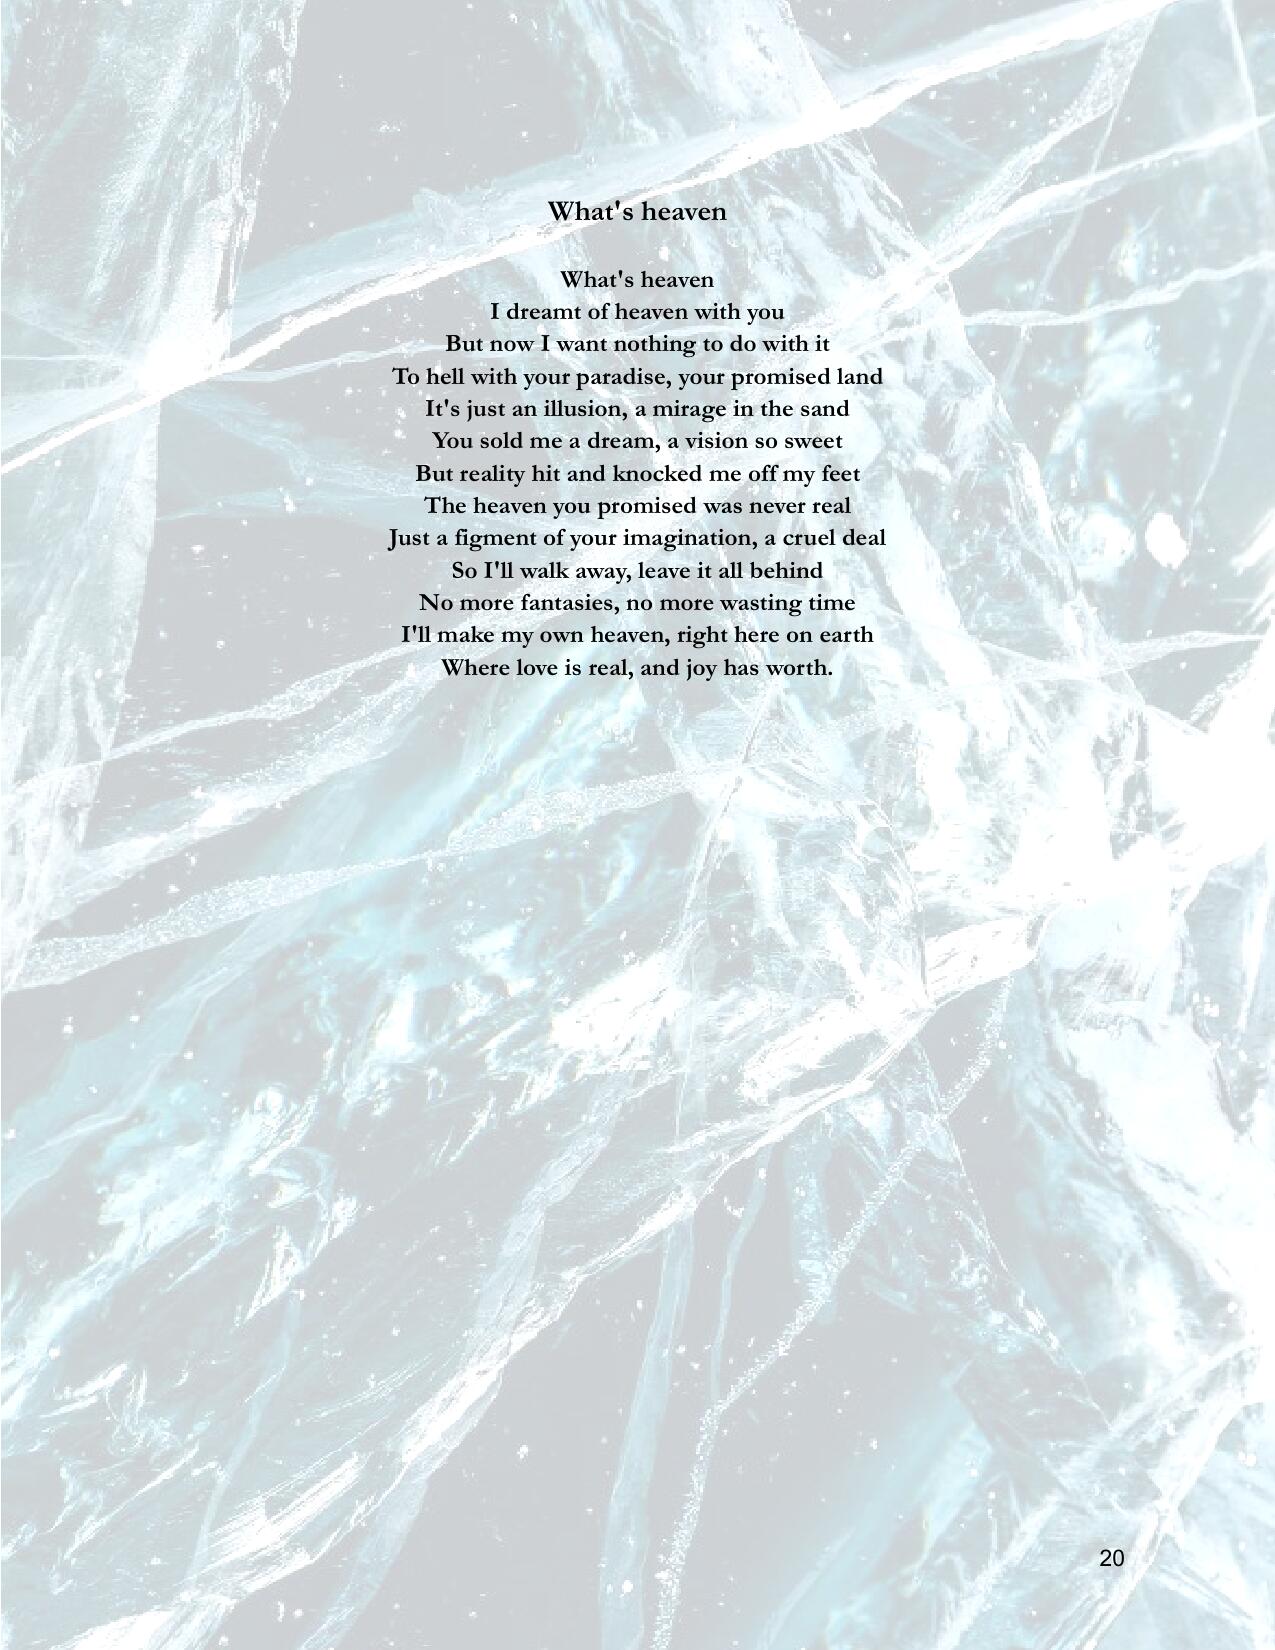 What's heaven
What's heaven
I dreamt of heaven with you
But now I want nothing to do with it
To hell with your paradise, your promised land
It's just an illusion, a mirage in the sand
You sold me a dream, a vision so sweet
But reality hit and knocked me off my feet
The heaven you promised was never real
Just a figment of your imagination, a cruel deal
So I'll walk away, leave it all behind
No more fantasies, no more wasting time
I'll make my own heaven, right here on earth
Where love is real, and joy has worth.
20